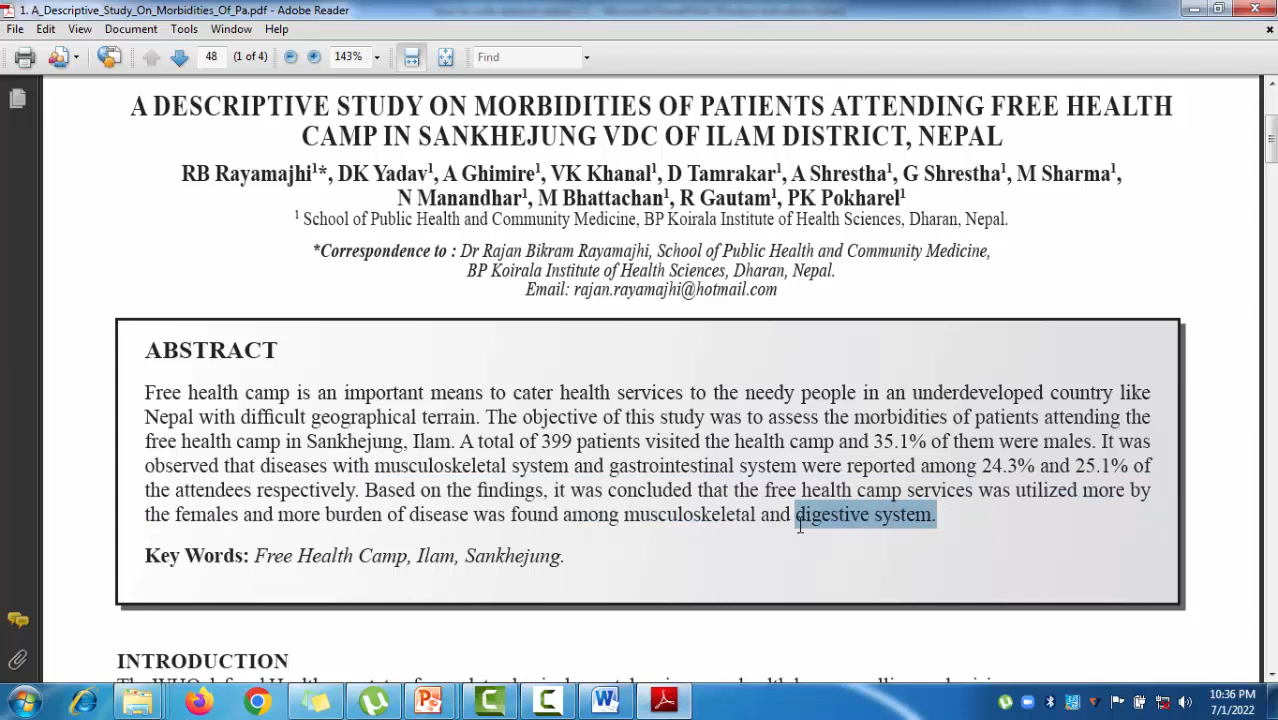 1. A_Descriptive_Study_On_Morbidities_Of_Pa.pdf - Adobe Reader
File Edit View Document Tools Window Help
48 (1 of 4) 143% Find
A DESCRIPTIVE STUDY ON MORBIDITIES OF PATIENTS ATTENDING FREE HEALTH
CAMP IN SANKHEJUNG VDC OF ILAM DISTRICT, NEPAL
RB Rayamajhi1*, DK Yadav1, A Ghimire1, VK Khanal1, D Tamrakar1, A Shrestha1, G Shrestha1, M Sharma1,
N Manandhar1, M Bhattachan1, R Gautam1, PK Pokharel1
1 School of Public Health and Community Medicine, BP Koirala Institute of Health Sciences, Dharan, Nepal.
*Correspondence to : Dr Rajan Bikram Rayamajhi, School of Public Health and Community Medicine,
BP Koirala Institute of Health Sciences, Dharan, Nepal.
Email: rajan.rayamajhi@hotmail.com
ABSTRACT
Free health camp is an important means to cater health services to the needy people in an underdeveloped country like
Nepal with difficult geographical terrain. The objective of this study was to assess the morbidities of patients attending the
free health camp in Sankhejung, Ilam. A total of 399 patients visited the health camp and 35.1% of them were males. It was
observed that diseases with musculoskeletal system and gastrointestinal system were reported among 24.3% and 25.1% of
the attendees respectively. Based on the findings, it was concluded that the free health camp services was utilized more by
the females and more burden of disease was found among musculoskeletal and digestive system.
Key Words: Free Health Camp, Ilam, Sankhejung.
INTRODUCTION
10:36 PM
7/1/2022